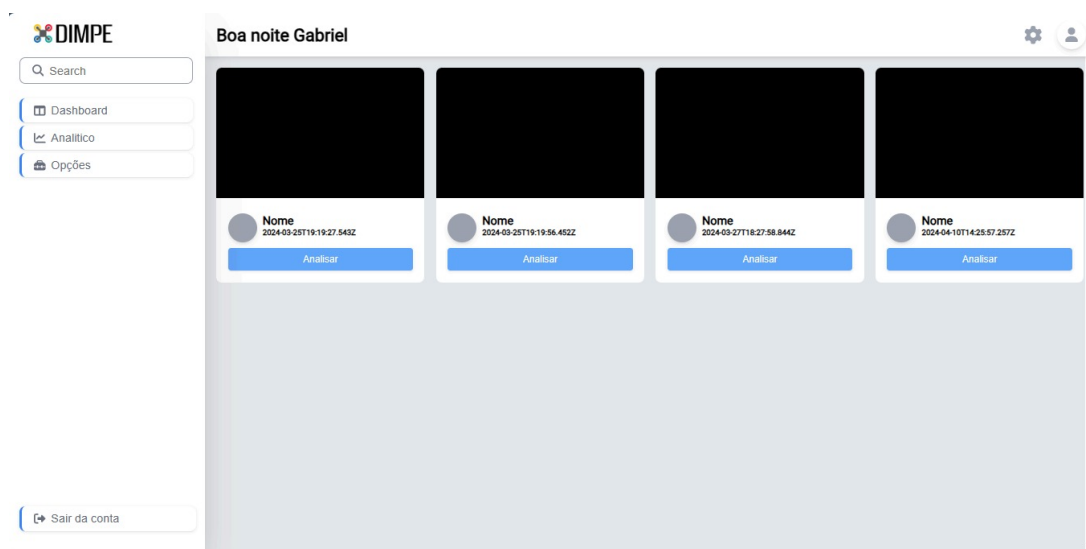 DIMPE
Boa noite Gabriel
Search
Dashboard
Analitico
Opções
Sair da conta
Nome
2024-03-25T19:19:27.543Z
Analisar
Nome
2024-03-25T19:19:56.452Z
Analisar
Nome
2024-03-27T18:27:58.844Z
Analisar
Nome
2024-04-10T14:25:57.257Z
Analisar